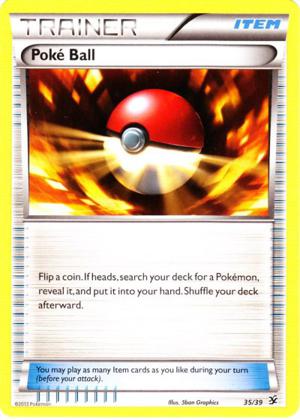 TRAINER
ITEM
Poké Ball
Flip a coin. If heads, search your deck for a Pokémon,
reveal it, and put it into your hand. Shuffle your deck
afterward.
You may play as many Item cards as you like during your turn
(before your attack).
©2013 Pokémon
Illus. 5ban Graphics
35/39